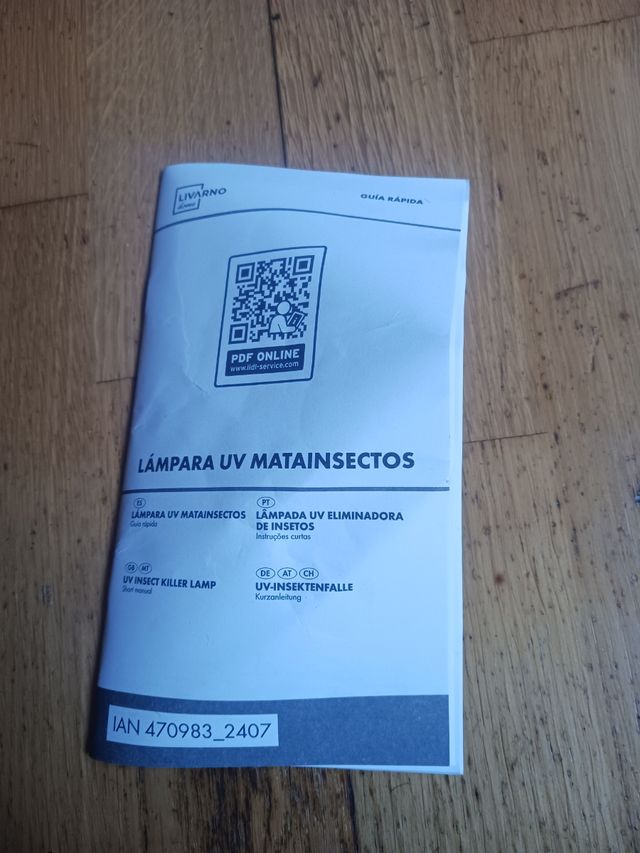 LIVARNO
home
GUÍA RÁPIDA
PDF ONLINE
www.lidl-service.com
LÁMPARA UV MATAINSECTOS
ES
LÁMPARA UV MATAINSECTOS
Guía rápida
PT
LÂMPADA UV ELIMINADORA
DE INSETOS
Instruções curtas
GB MT
UV INSECT KILLER LAMP
Short manual
DE AT CH
UV-INSEKTENFALLE
Kurzanleitung
IAN 470983_2407